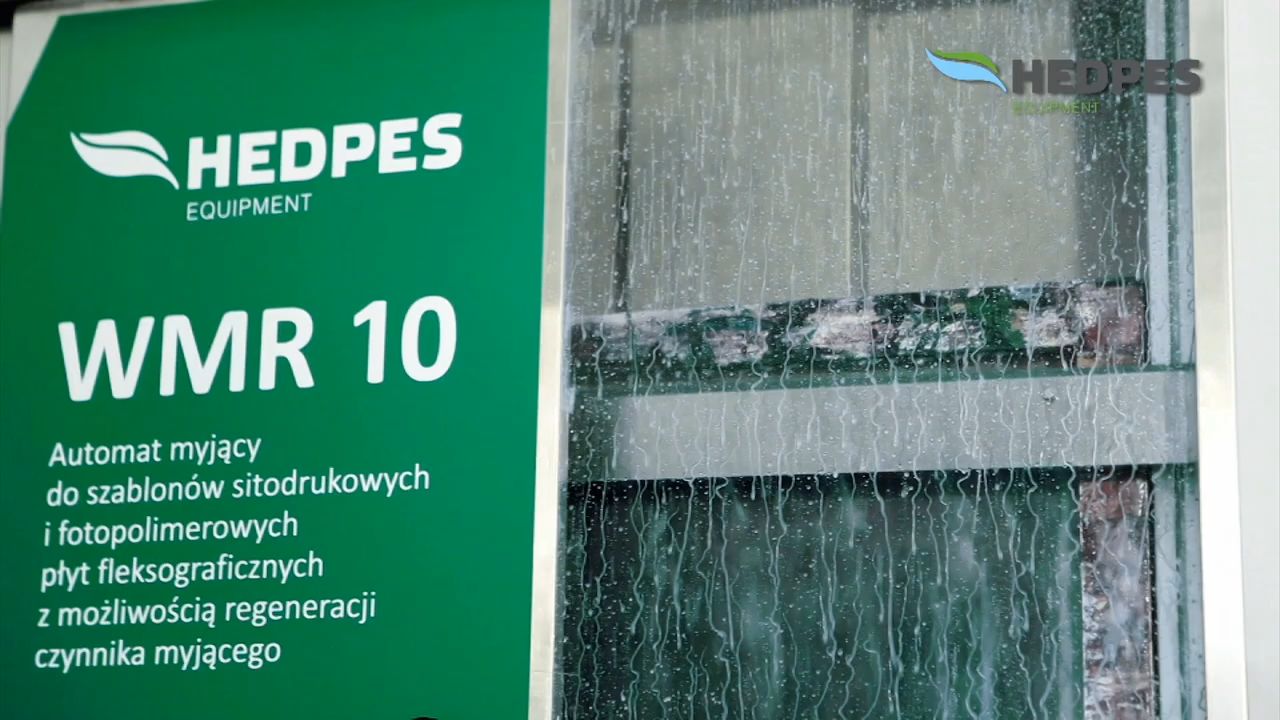 HEDPES
EQUIPMENT
WMR 10
Automat myjący
do szablonów sitodrukowych
i fotopolimerowych
płyt fleksograficznych
z możliwością regeneracji
czynnika myjącego
HEDPES
EQUIPMENT